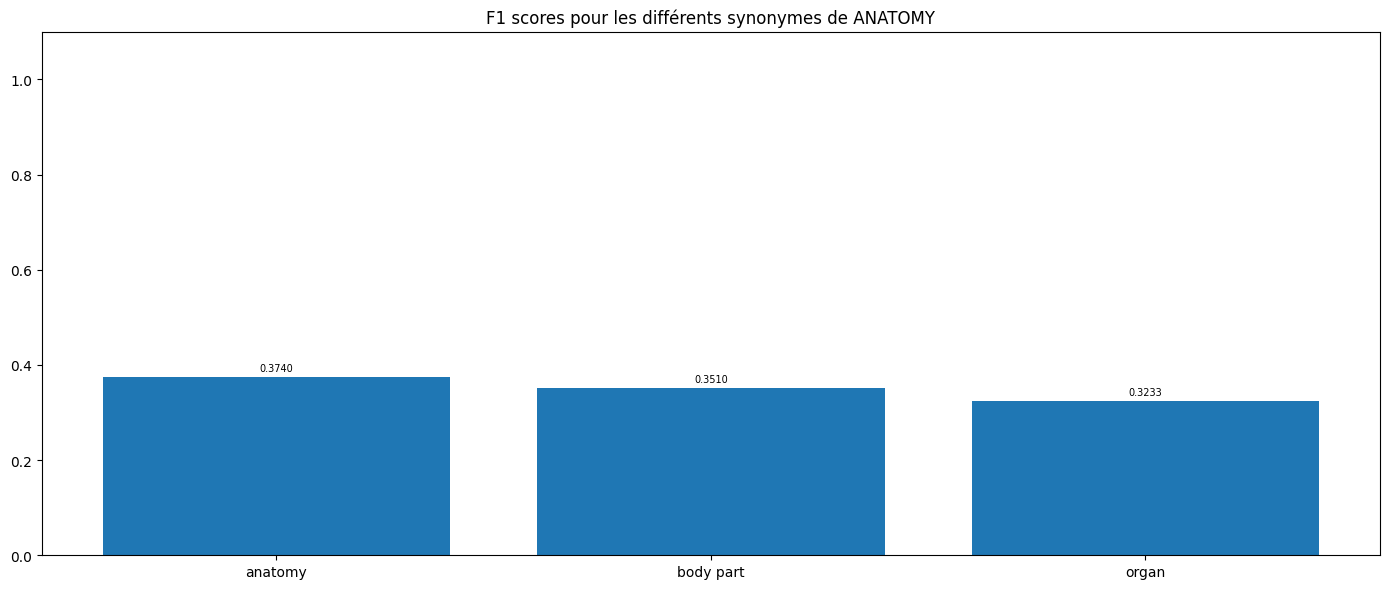 F1 scores pour les différents synonymes de ANATOMY
1.0
0.8
0.6
0.4
0.2
0.0
0.3740
0.3510
0.3233
anatomy
body part
organ